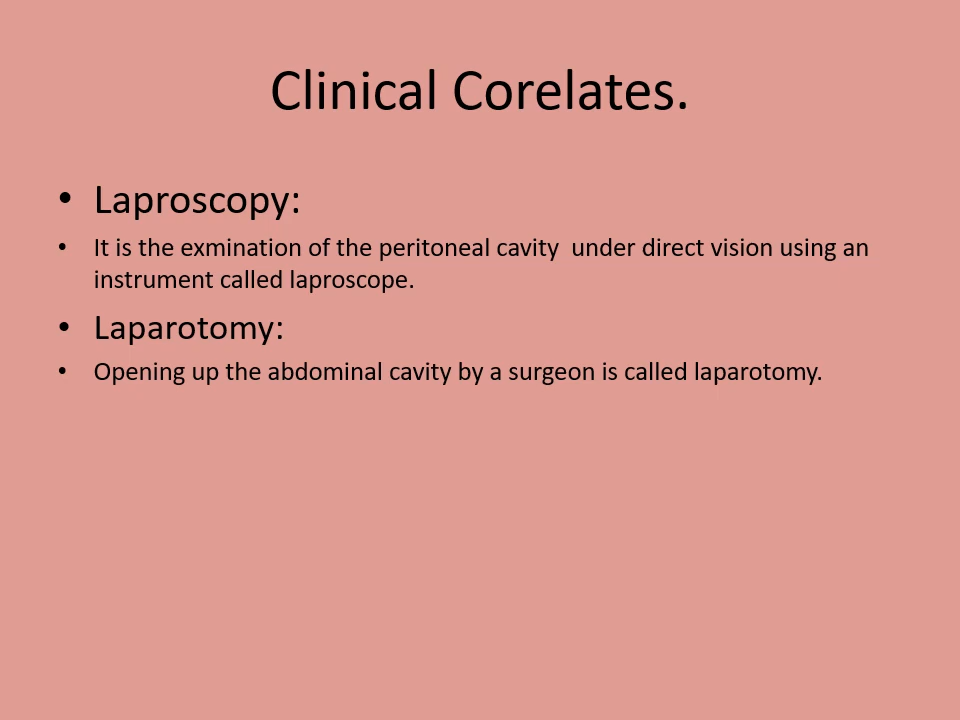 Clinical Corelates.
• Laproscopy:
• It is the exmination of the peritoneal cavity  under direct vision using an
instrument called laproscope.
• Laparotomy:
• Opening up the abdominal cavity by a surgeon is called laparotomy.